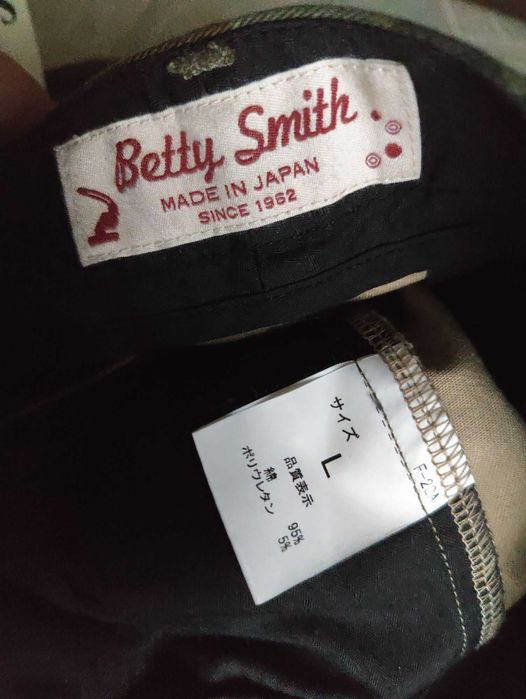 Betty Smith
MADE IN JAPAN
SINCE 1962
サイズ
L
品質表示
綿 95%
ポリウレタン 5%